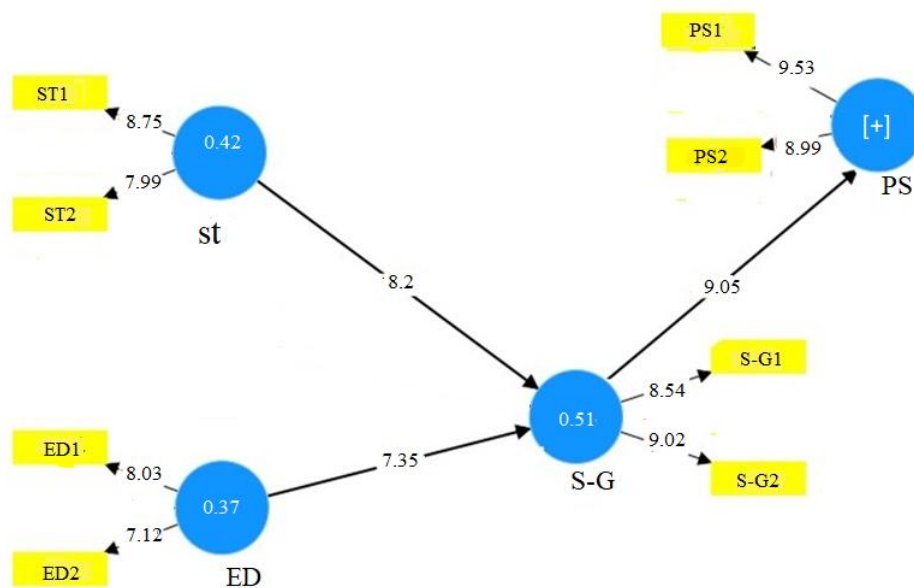 PS1
9.53
[+]
PS2
8.99
PS
ST1
8.75
0.42
7.99
ST2
st
8.2
9.05
S-G1
8.54
0.51
9.02
S-G2
S-G
ED1
8.03
7.35
0.37
7.12
ED2
ED